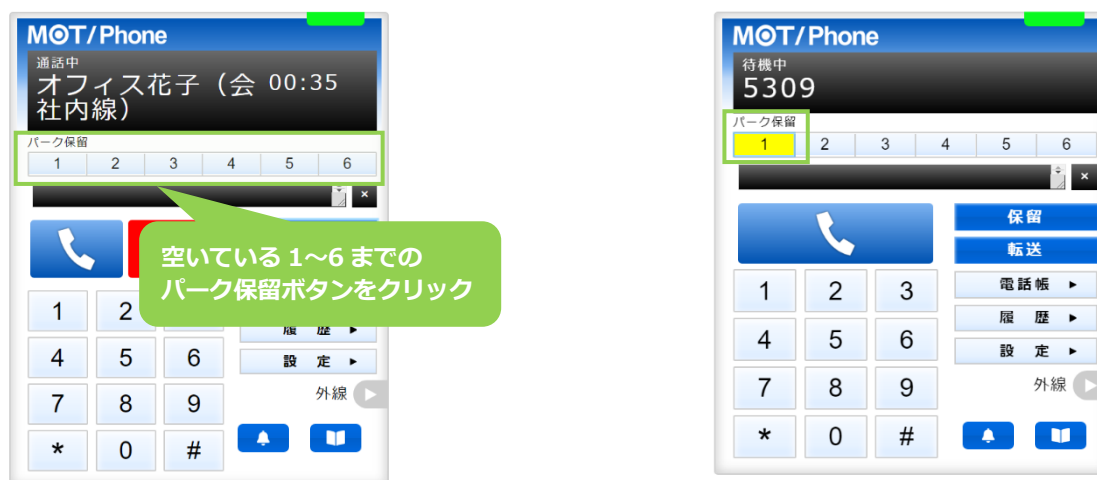 MOT/Phone
通話中
オフィス花子（会 00:35
社内線）
パーク保留
1 2 3 4 5 6
×
空いている 1～6 までの
パーク保留ボタンをクリック
1 2
履 歴 ▶
4 5 6
設 定 ▶
外線
7 8 9
* 0 #
MOT/Phone
待機中
5309
パーク保留
1 2 3 4 5 6
×
保留
転送
1 2 3
電話帳 ▶
履 歴 ▶
4 5 6
設 定 ▶
7 8 9
外線
* 0 #